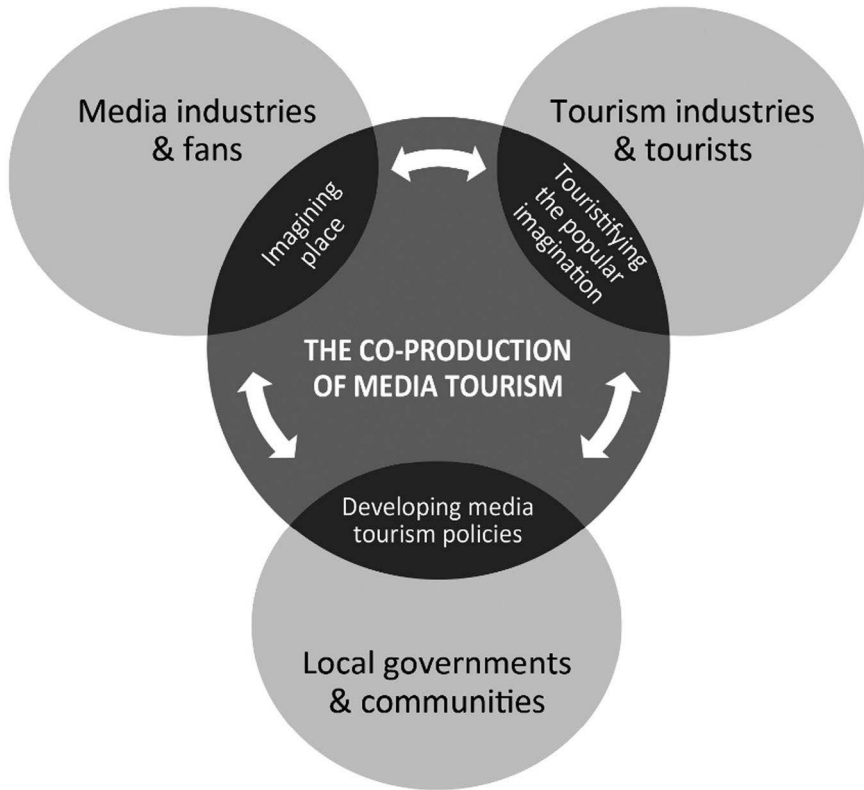 Media industries
& fans
Tourism industries
& tourists
Imagining
place
Touristifying
the popular
imagination
THE CO-PRODUCTION
OF MEDIA TOURISM
Developing media
tourism policies
Local governments
& communities